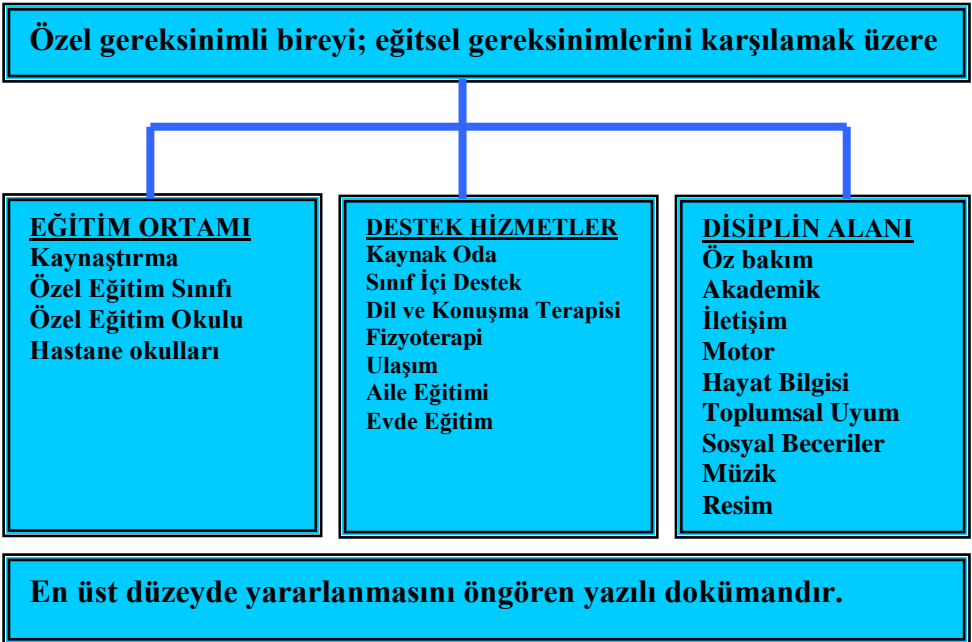 Özel gereksinimli bireyi; eğitsel gereksinimlerini karşılamak üzere
EĞİTİM ORTAMI
Kaynaştırma
Özel Eğitim Sınıfı
Özel Eğitim Okulu
Hastane okulları
DESTEK HİZMETLER
Kaynak Oda
Sınıf İçi Destek
Dil ve Konuşma Terapisi
Fizyoterapi
Ulaşım
Aile Eğitimi
Evde Eğitim
DİSİPLİN ALANI
Öz bakım
Akademik
İletişim
Motor
Hayat Bilgisi
Toplumsal Uyum
Sosyal Beceriler
Müzik
Resim
En üst düzeyde yararlanmasını öngören yazılı dokümandır.